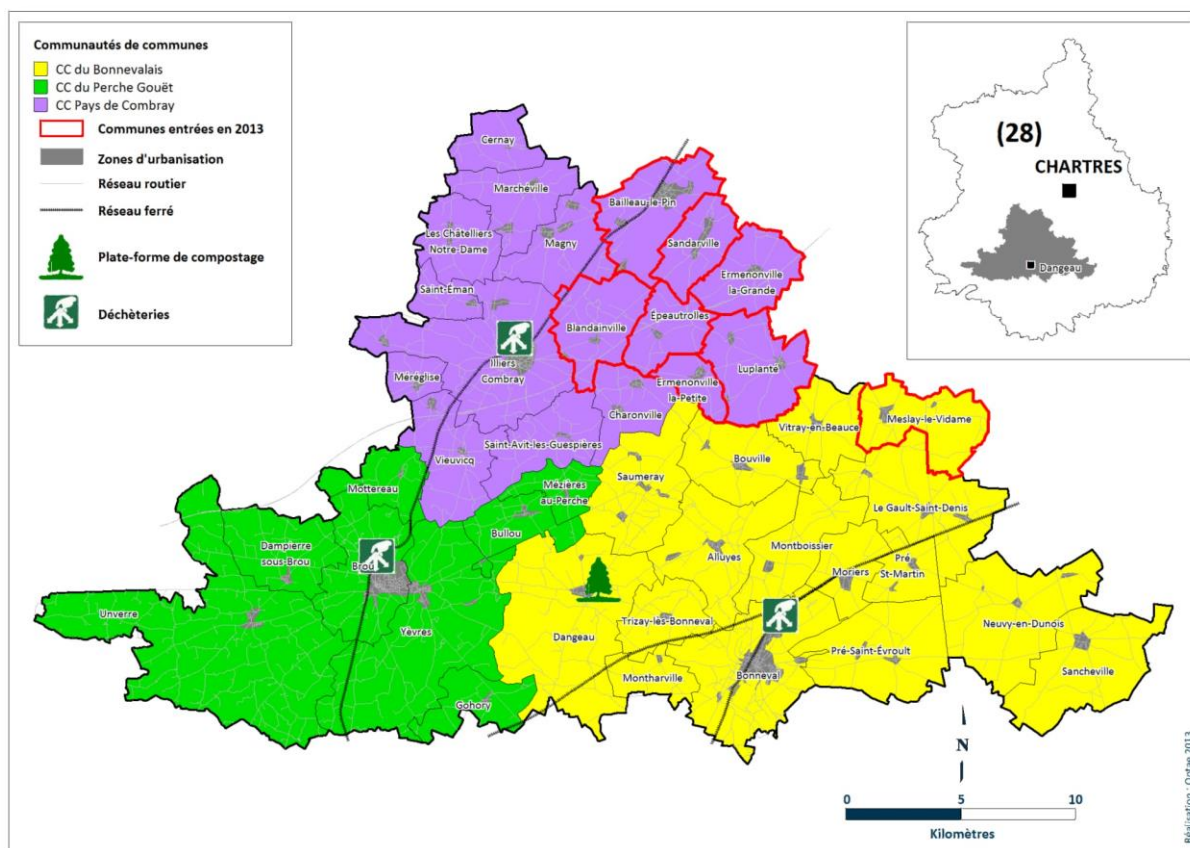 Communautés de communes
CC du Bonnevalais
CC du Perche Gouët
CC Pays de Combray
Communes entrées en 2013
Zones d'urbanisation
Réseau routier
Réseau ferré
Plate-forme de compostage
Déchèteries
(28)
CHARTRES
Dangeau
Cernay
Marchéville
Bailleau-le-Pin
Les Châtelliers
Notre-Dame
Magny
Sandarville
Ermenonville
la-Grande
Saint-Éman
Blandainville
Epeautrolles
Illiers
Combray
Luplante
Méréglise
Ermenonville
la-Petite
Charonville
Meslay-le-Vidame
Vitray-en-Beauce
Saint-Avit-les-Guespières
Vieuvicq
Bouville
Mottereau
Mézières
au-Perche
Saumeray
Le Gault-Saint-Denis
Bullou
Dampierre
sous-Brou
Alluyes
Montboissier
Pré
St-Martin
Brou
Moriers
Unverre
Yèvres
Dangeau
Trizay-lès-Bonneval
Neuvy-en-Dunois
Pré-Saint-Évroult
Sancheville
Montharville
Bonneval
Gohory
N
0
5
10
Kilomètres
Réalisation : Optae 2013